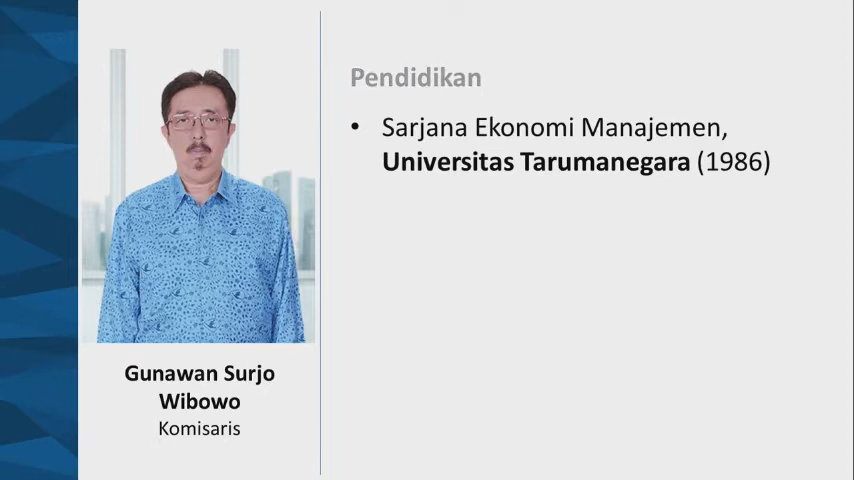 Pendidikan
• Sarjana Ekonomi Manajemen,
Universitas Tarumanegara (1986)
Gunawan Surjo
Wibowo
Komisaris